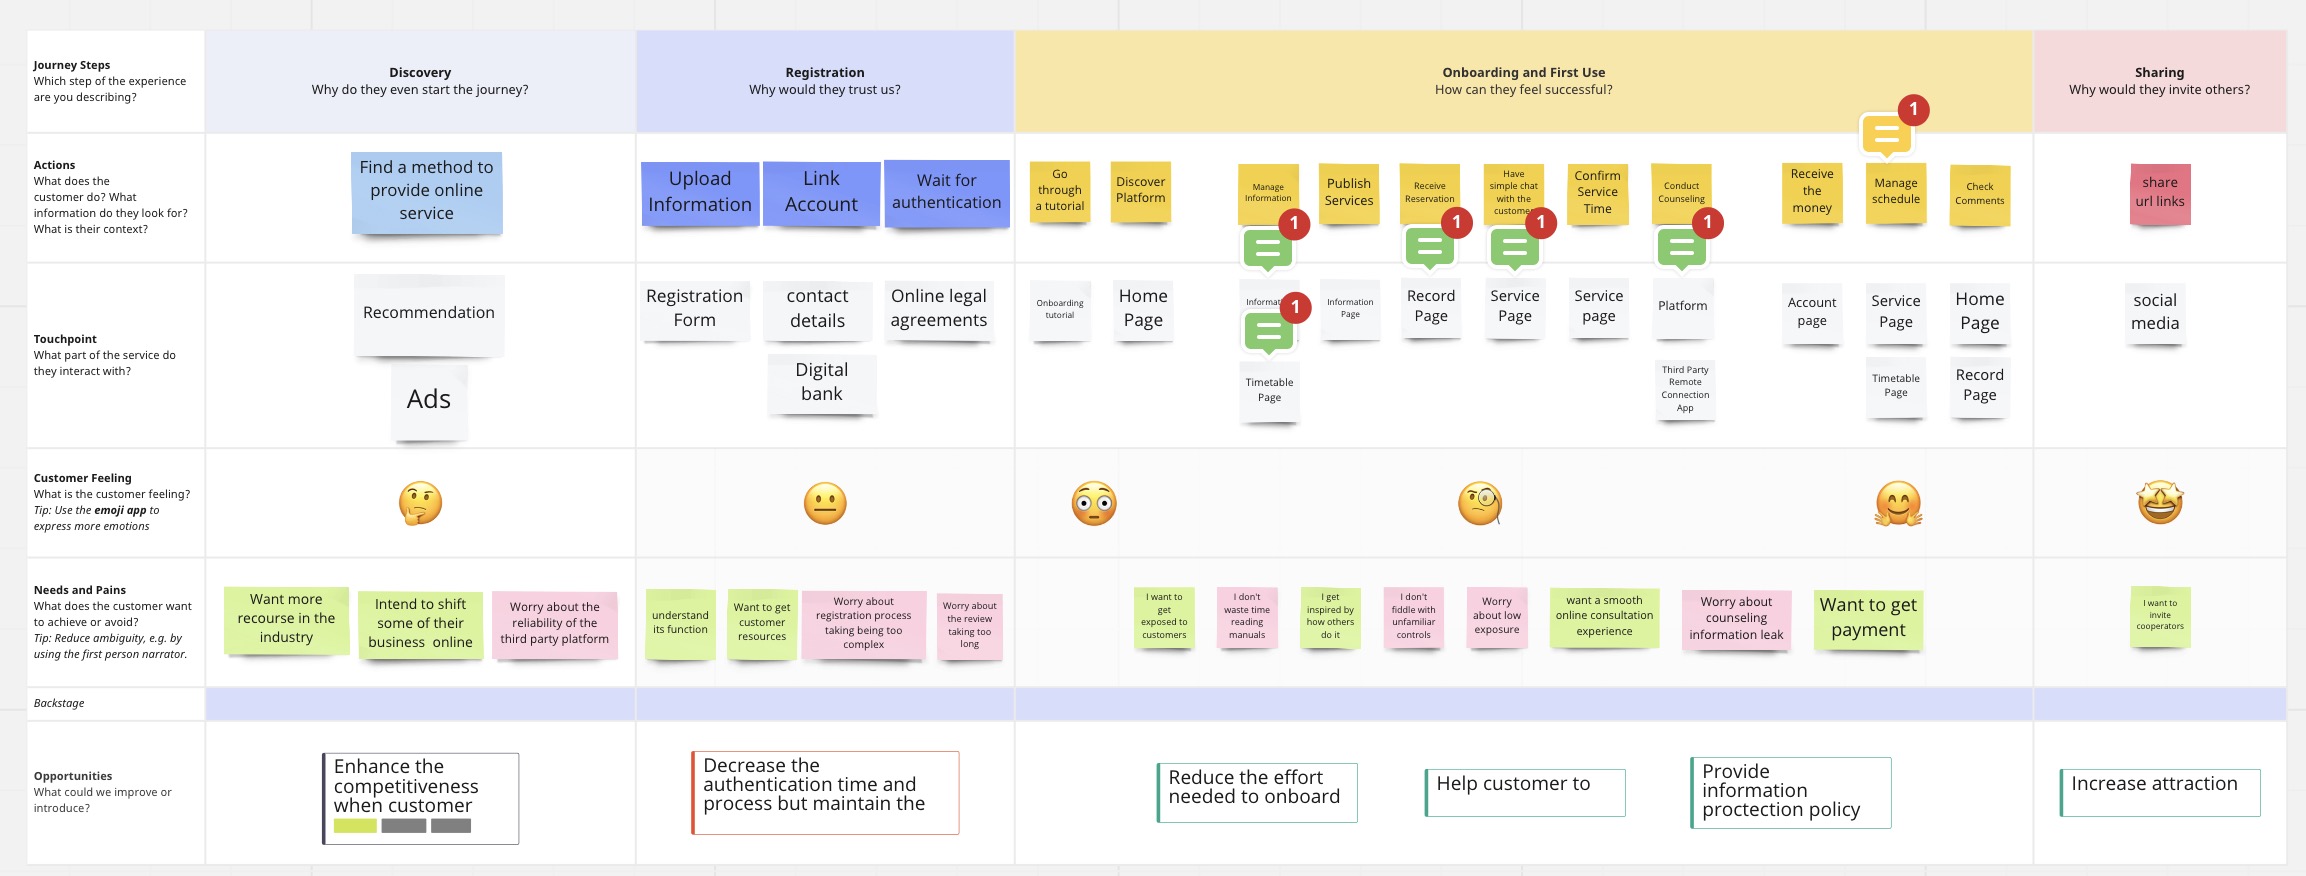 Journey Steps
Which step of the experience
are you describing?
Discovery
Why do they even start the journey?
Registration
Why would they trust us?
Onboarding and First Use
How can they feel successful?
Sharing
Why would they invite others?
Actions
What does the
customer do? What
information do they look for?
What is their context?
Find a method to
provide online
service
Upload
Information
Link
Account
Wait for
authentication
Go
through
a tutorial
Discover
Platform
Manage
Information
1
Publish
Services
Receive
Reservation
1
Have
simple chat
with the
customer
1
Confirm
Service
Time
Conduct
Counseling
1
Receive
the
money
1
Manage
schedule
Check
Comments
share
url links
Touchpoint
What part of the service do
they interact with?
Recommendation
Ads
Registration
Form
contact
details
Online legal
agreements
Digital
bank
Onboarding
tutorial
Home
Page
1
Timetable
Page
Information
Page
Record
Page
Service
Page
Service
page
Platform
Third Party
Remote
Connection
App
Account
page
Service
Page
Timetable
Page
Home
Page
Record
Page
social
media
Customer Feeling
What is the customer feeling?
Tip: Use the emoji app to
express more emotions
Needs and Pains
What does the customer want
to achieve or avoid?
Tip: Reduce ambiguity, e.g. by
using the first person narrator.
Want more
recourse in the
industry
Intend to shift
some of their
business online
Worry about the
reliability of the
third party platform
understand
its function
Want to get
customer
resources
Worry about
registration process
taking being too
complex
Worry about
the review
taking too
long
I want to
get
exposed to
customers
I don't
waste time
reading
manuals
I get
inspired by
how others
do it
I don't
fiddle with
unfamiliar
controls
Worry
about low
exposure
want a smooth
online consultation
experience
Worry about
counseling
information leak
Want to get
payment
I want to
invite
cooperators
Backstage
Opportunities
What could we improve or
introduce?
Enhance the
competitiveness
when customer
Decrease the
authentication time and
process but maintain the
Reduce the effort
needed to onboard
Help customer to
Provide
information
proctection policy
Increase attraction